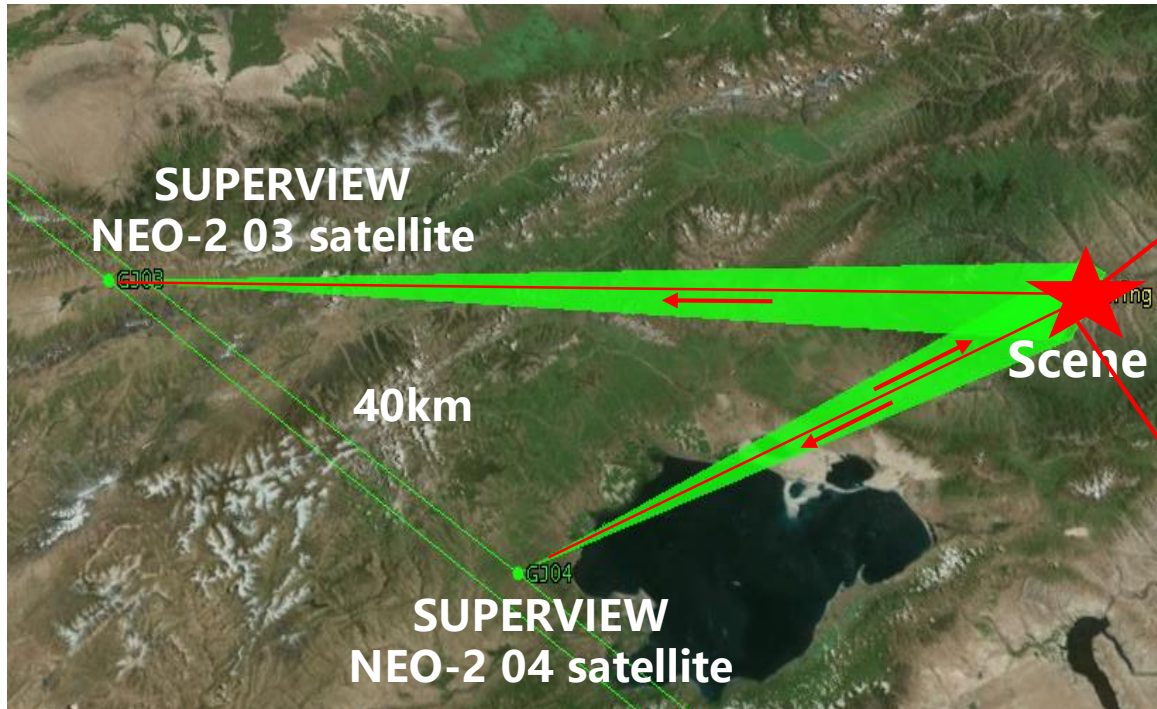 SUPERVIEW
NEO-2 03 satellite
GJ03
Scene
40km
GJ04
SUPERVIEW
NEO-2 04 satellite